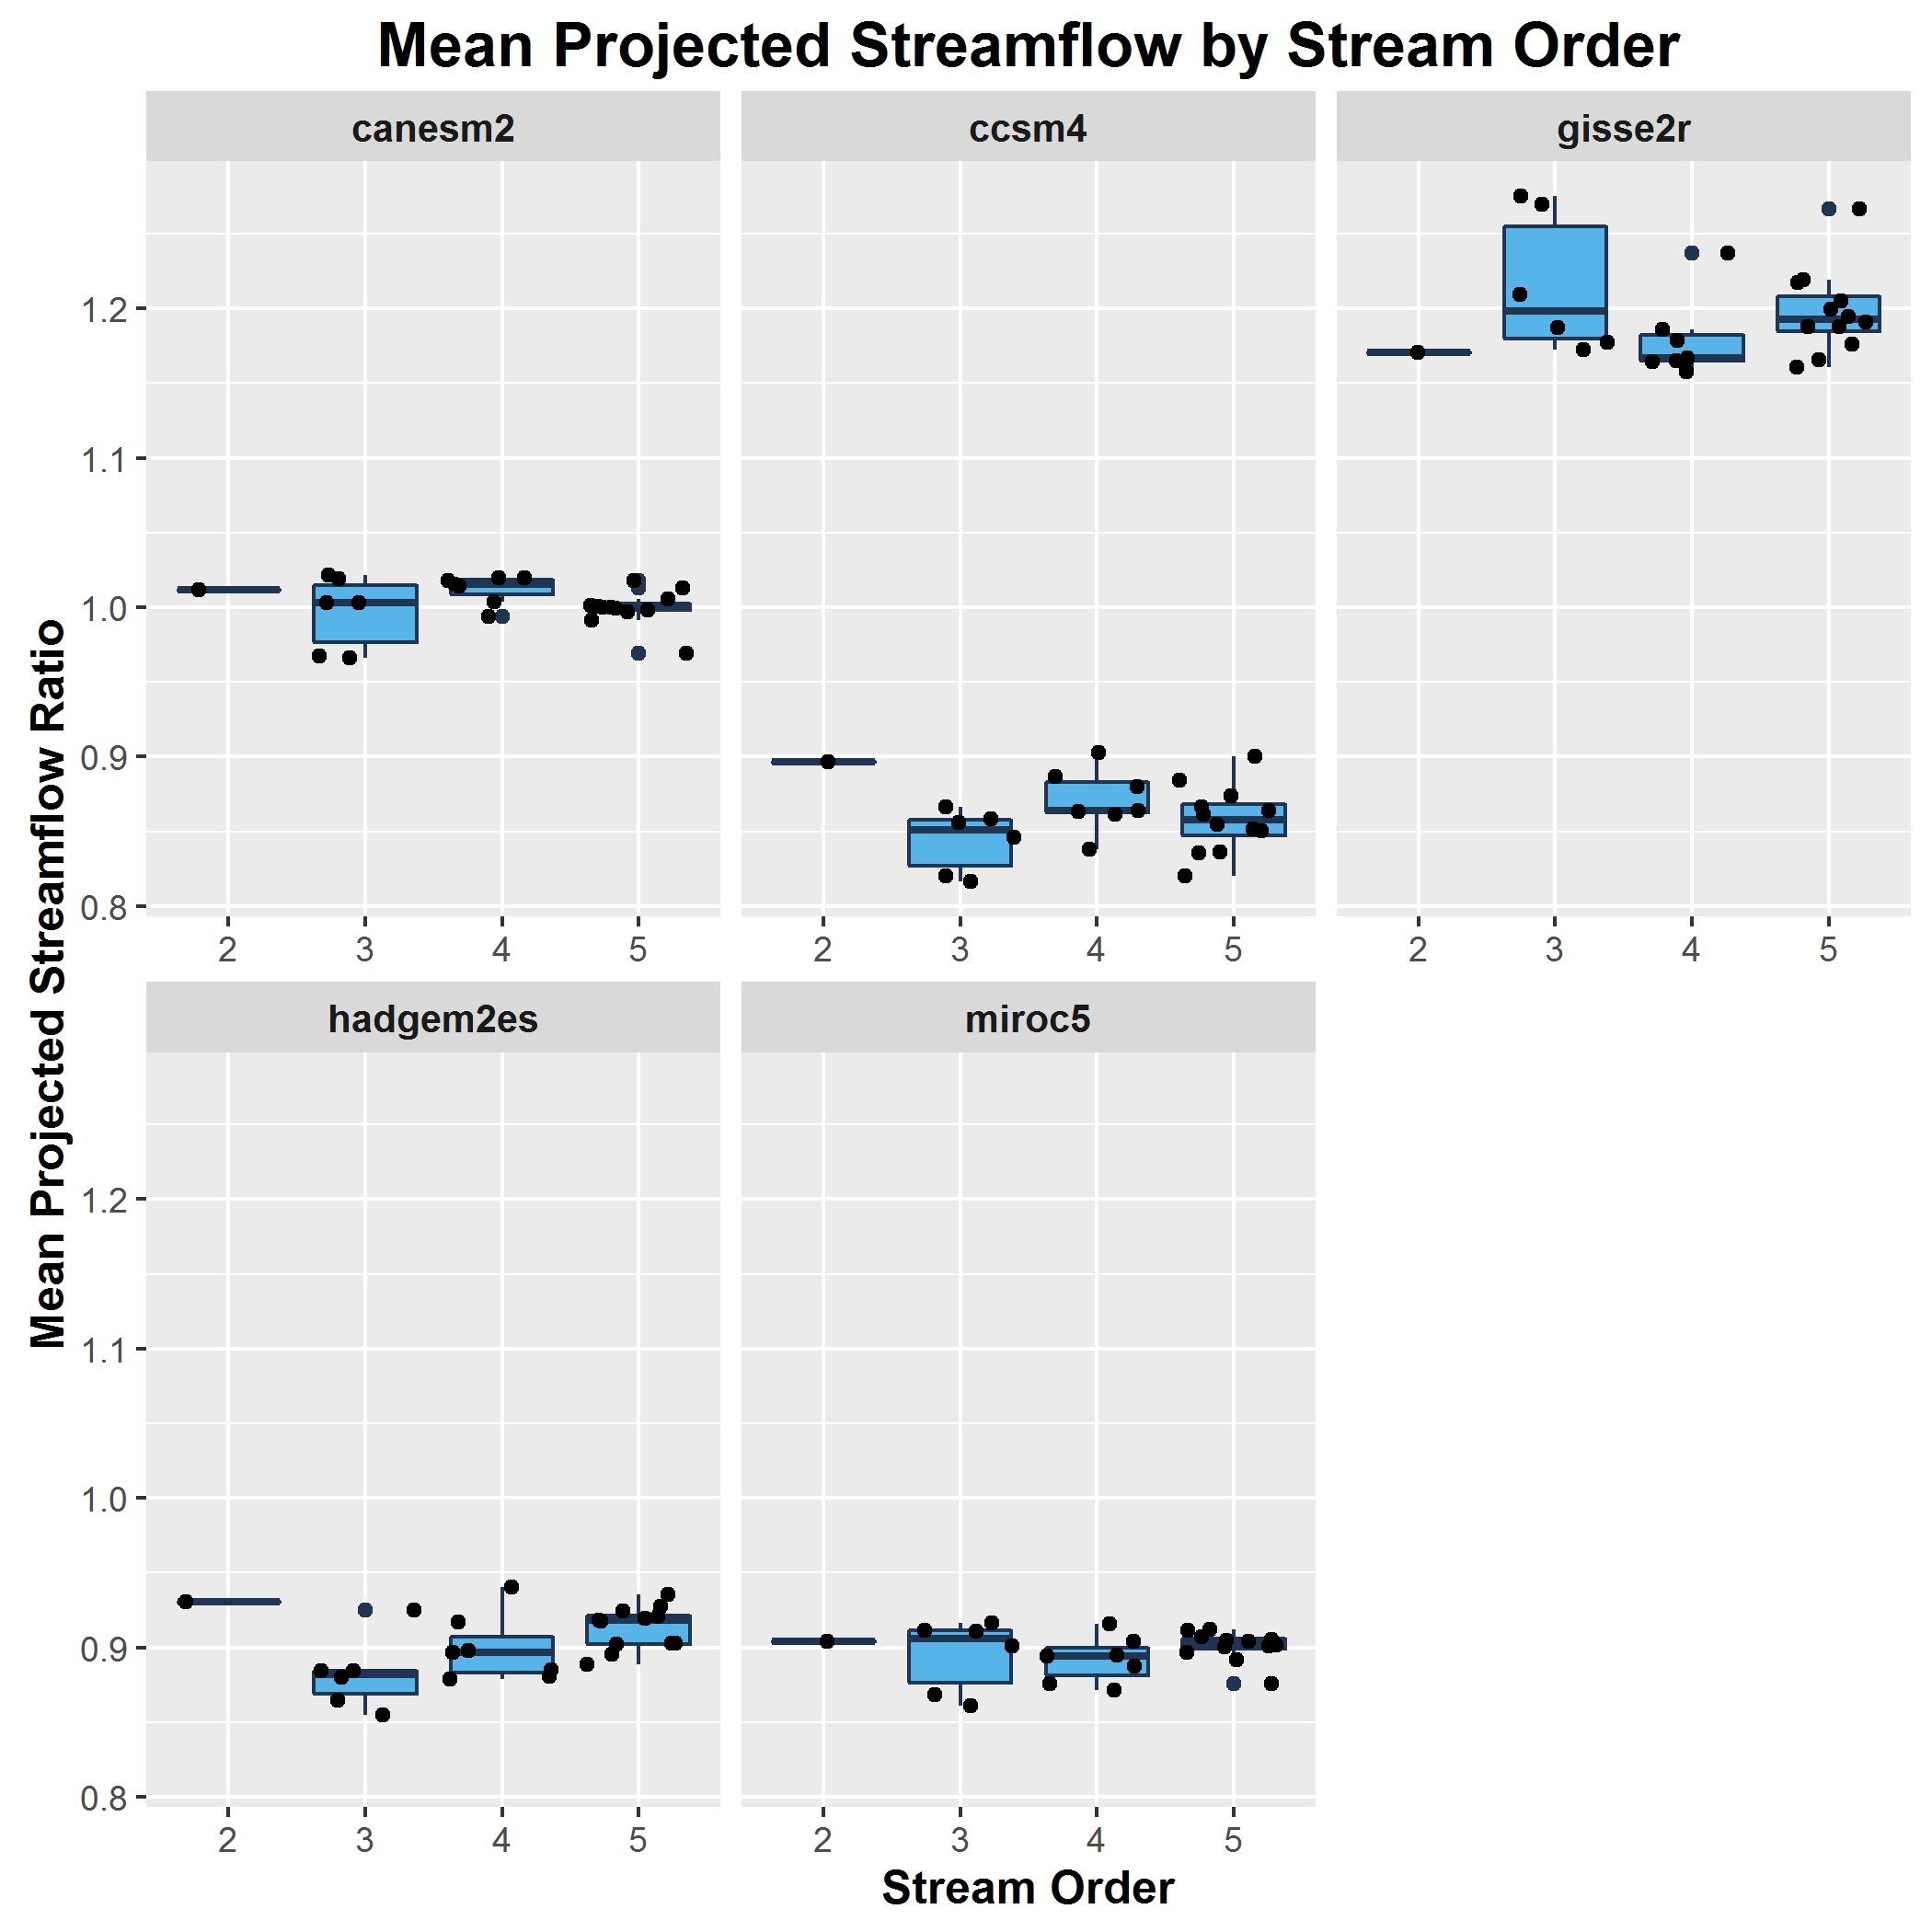 Mean Projected Streamflow by Stream Order
canesm2
ccsm4
gisse2r
Mean Projected Streamflow Ratio
1.2
1.1
1.0
0.9
0.8
2 3 4 5
2 3 4 5
2 3 4 5
hadgem2es
miroc5
1.2
1.1
1.0
0.9
0.8
2 3 4 5
2 3 4 5
Stream Order